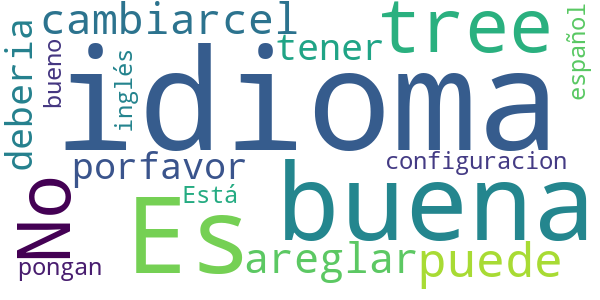 cambiarcel
tree
deberia
bueno
inglés
tener
español
idioma
porfavor
configuracion
No
Es
Está
buena
pongan
areglar
puede